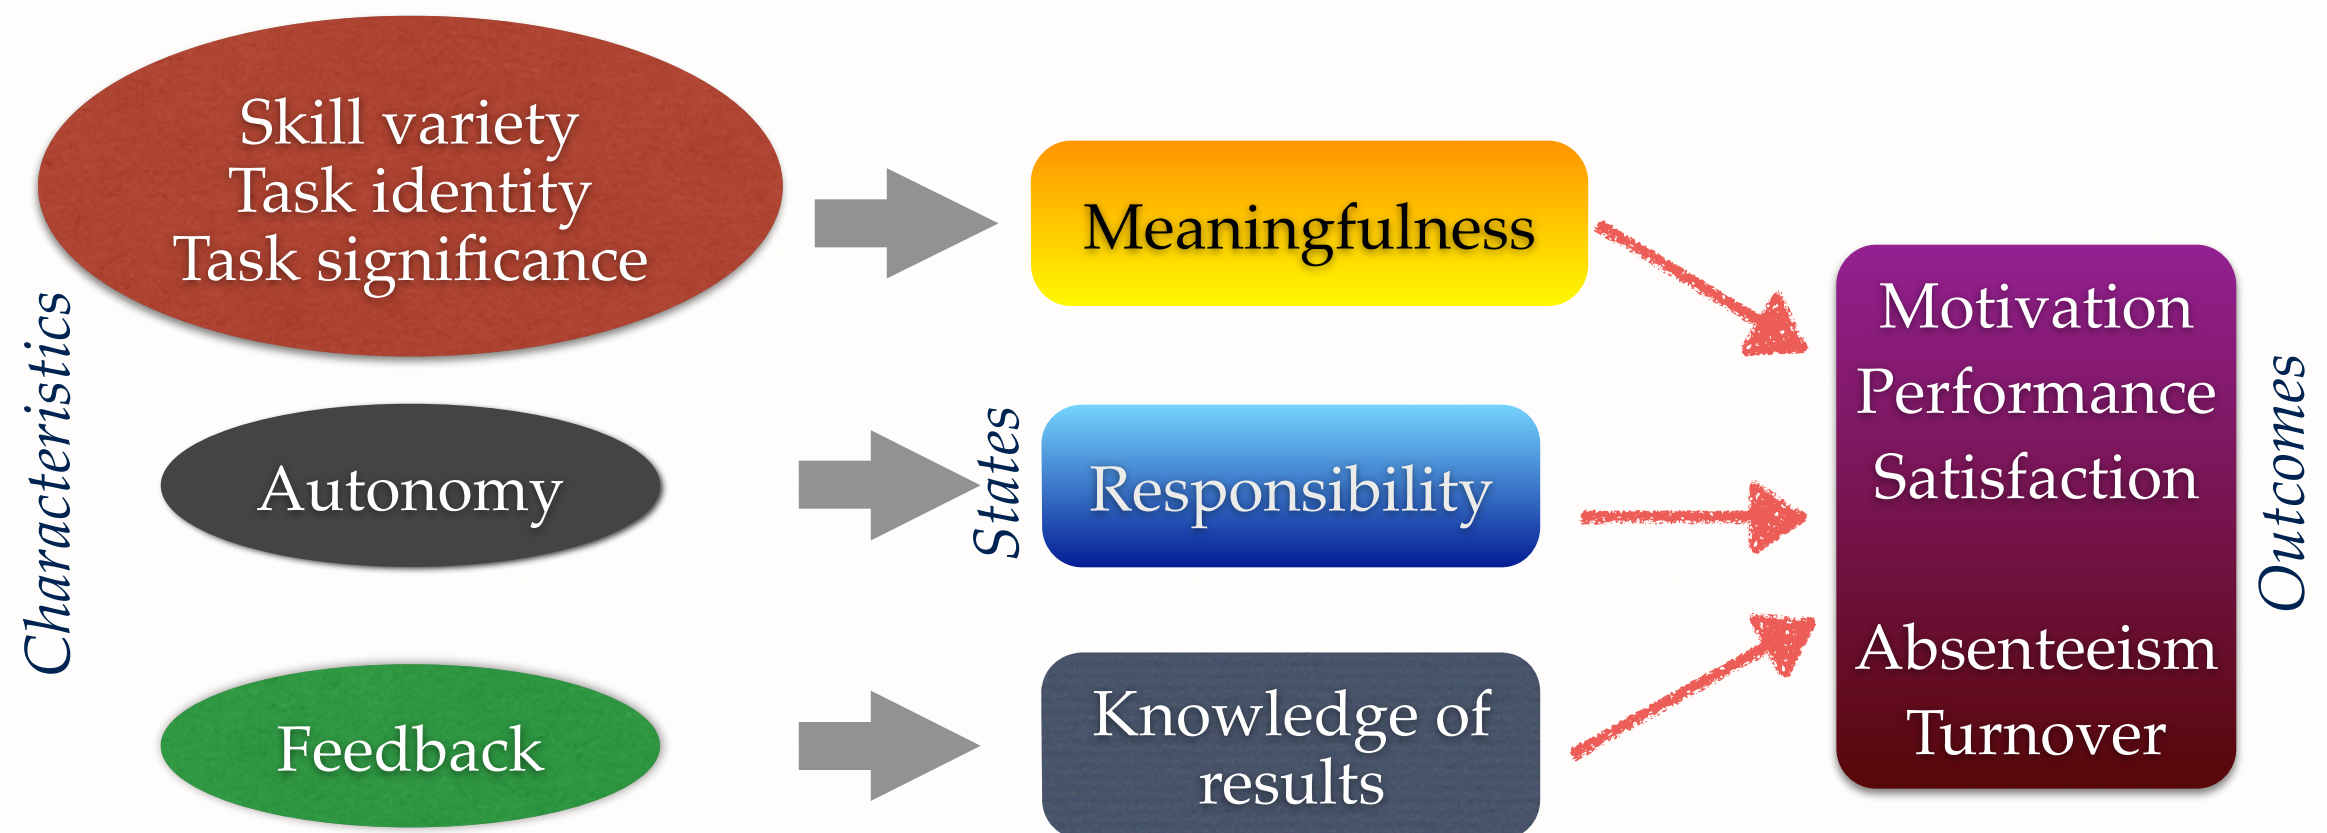 Characteristics
Skill variety
Task identity
Task significance
Autonomy
Feedback
States
Meaningfulness
Responsibility
Knowledge of
results
Motivation
Performance
Satisfaction
Absenteeism
Turnover
Outcomes